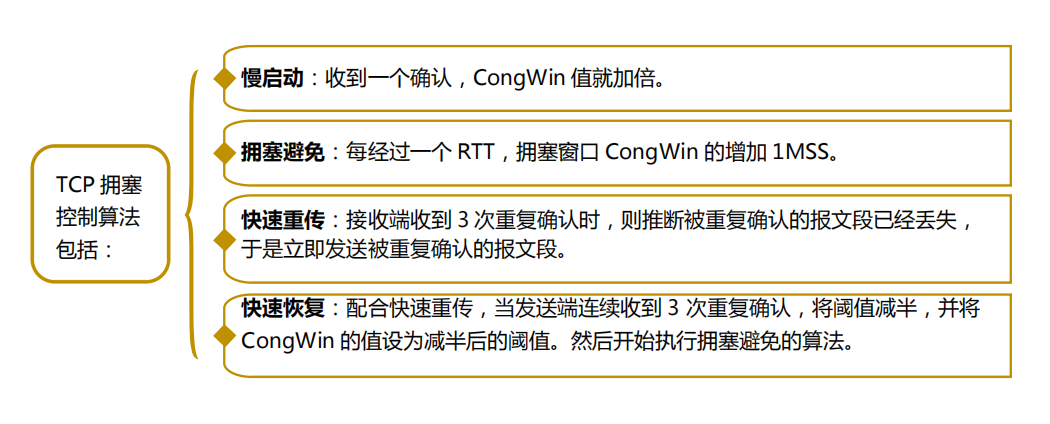 慢启动：收到一个确认，CongWin 值就加倍。
拥塞避免：每经过一个 RTT，拥塞窗口 CongWin 的增加 1MSS。
TCP 拥塞
控制算法
包括：
快速重传：接收端收到 3 次重复确认时，则推断被重复确认的报文段已经丢失，
于是立即发送被重复确认的报文段。
快速恢复：配合快速重传，当发送端连续收到 3 次重复确认，将阈值减半，并将
CongWin 的值设为减半后的阈值。然后开始执行拥塞避免的算法。